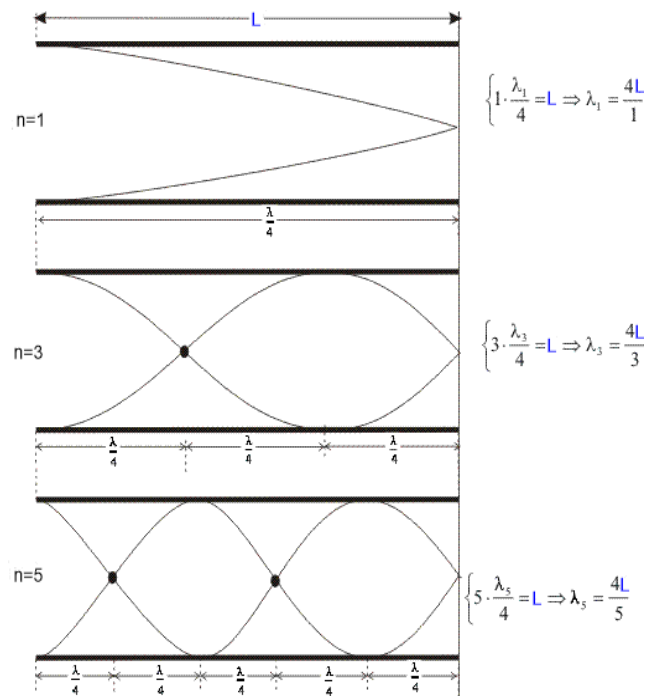 L
n=1
{1·λ₁/4=L⇒λ₁=4L/1
λ/4
n=3
{3·λ₃/4=L⇒λ₃=4L/3
λ/4 λ/4 λ/4
n=5
{5·λ₅/4=L⇒λ₅=4L/5
λ/4 λ/4 λ/4 λ/4 λ/4